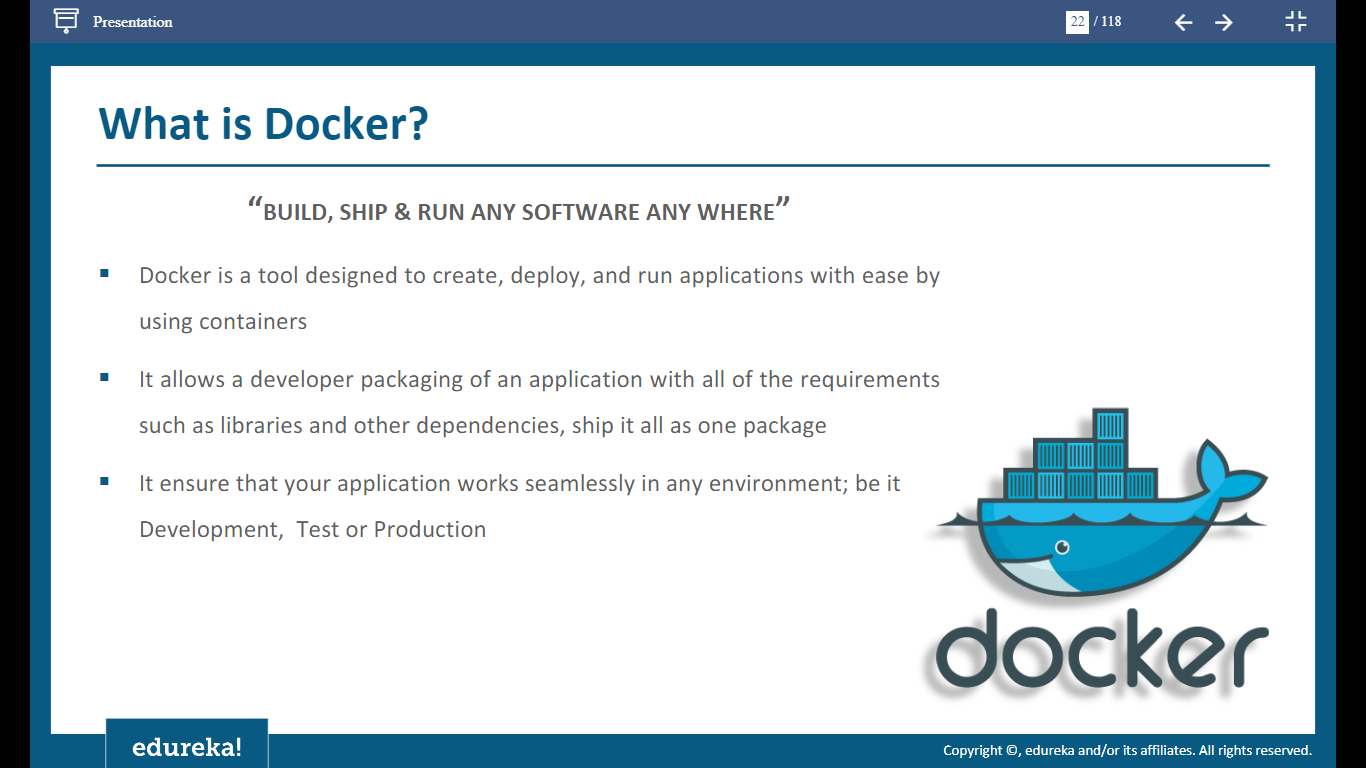 Presentation
22 / 118
What is Docker?
“BUILD, SHIP & RUN ANY SOFTWARE ANY WHERE”
▪ Docker is a tool designed to create, deploy, and run applications with ease by
using containers
▪ It allows a developer packaging of an application with all of the requirements
such as libraries and other dependencies, ship it all as one package
▪ It ensure that your application works seamlessly in any environment; be it
Development,  Test or Production
docker
edureka!
Copyright ©, edureka and/or its affiliates. All rights reserved.